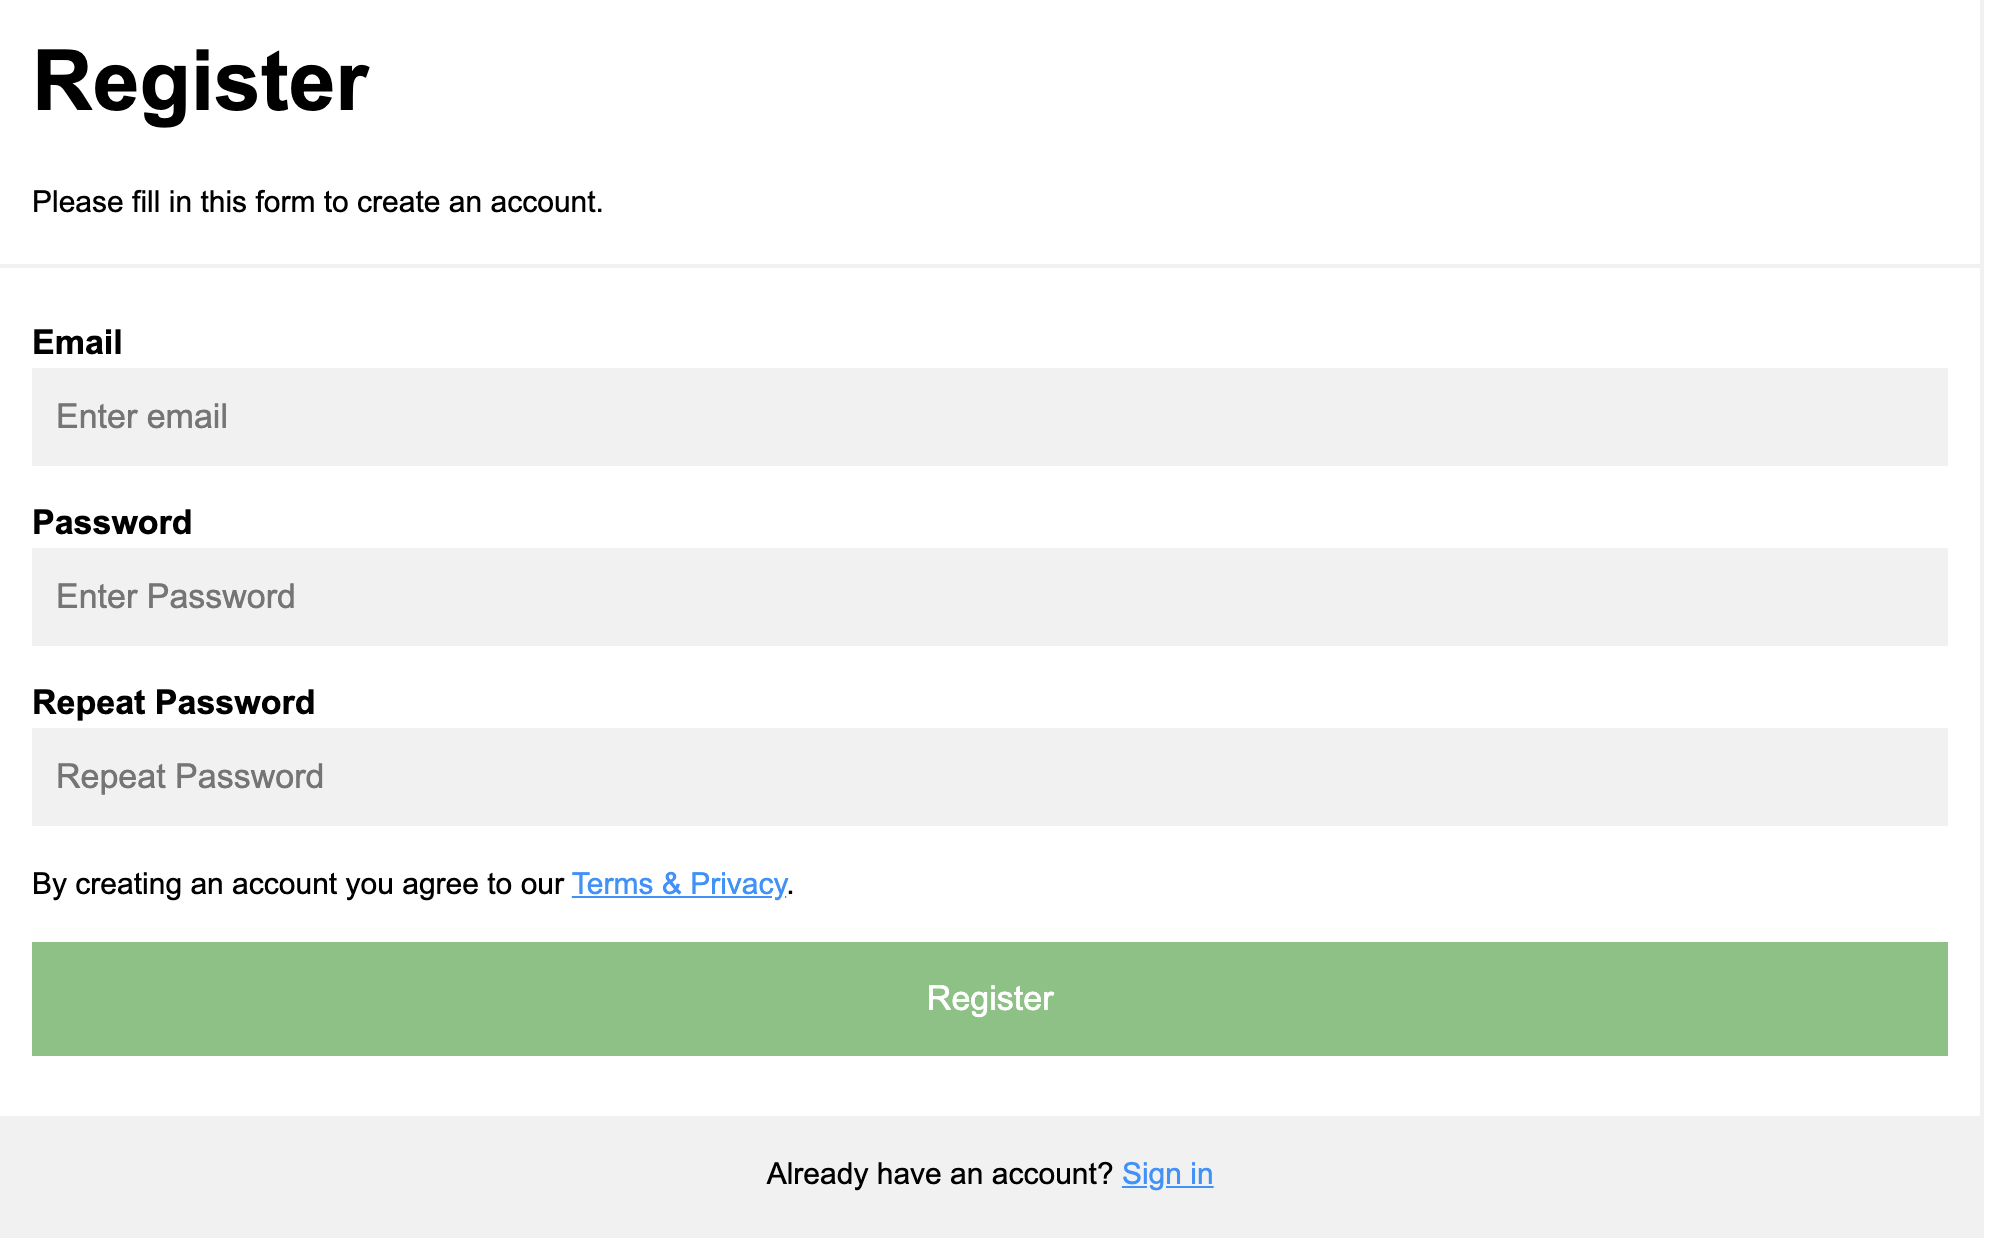 Register
Please fill in this form to create an account.
Email
Enter email
Password
Enter Password
Repeat Password
Repeat Password
By creating an account you agree to our Terms & Privacy.
Register
Already have an account? Sign in